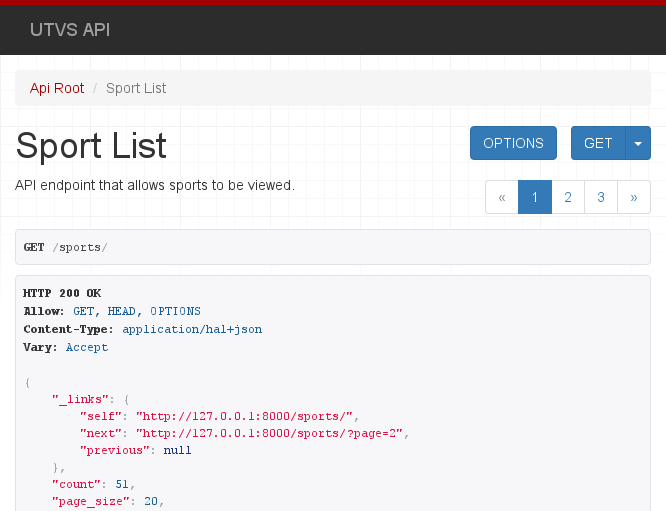 UTVS API
Api Root / Sport List
Sport List
OPTIONS GET
API endpoint that allows sports to be viewed.
« 1 2 3 »
GET /sports/
HTTP 200 OK
Allow: GET, HEAD, OPTIONS
Content-Type: application/hal+json
Vary: Accept
{
"_links": {
"self": "http://127.0.0.1:8000/sports/",
"next": "http://127.0.0.1:8000/sports/?page=2",
"previous": null
},
"count": 51,
"page_size": 20,